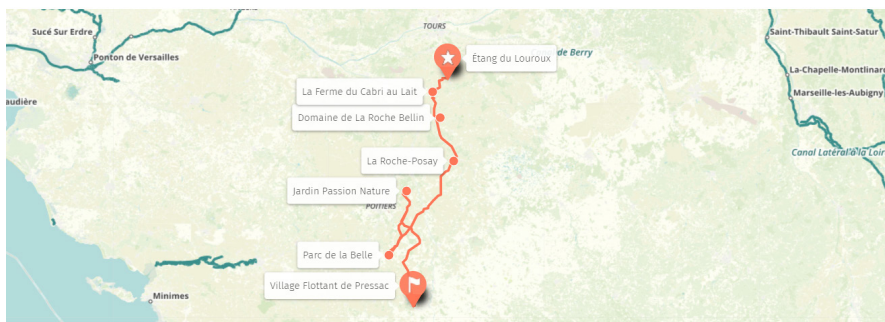 TOURS
Sucé Sur Erdre
Saint-Thibault Saint-Satur
Ponton de Versailles
de Berry
Étang du Louroux
La-Chapelle-Montlinard
La Ferme du Cabri au Lait
Marseille-les-Aubigny
audière
Domaine de La Roche Bellin
Canal Latéral à la Loir
La Roche-Posay
Jardin Passion Nature
POITIERS
Parc de la Belle
Village Flottant de Pressac
Minimes